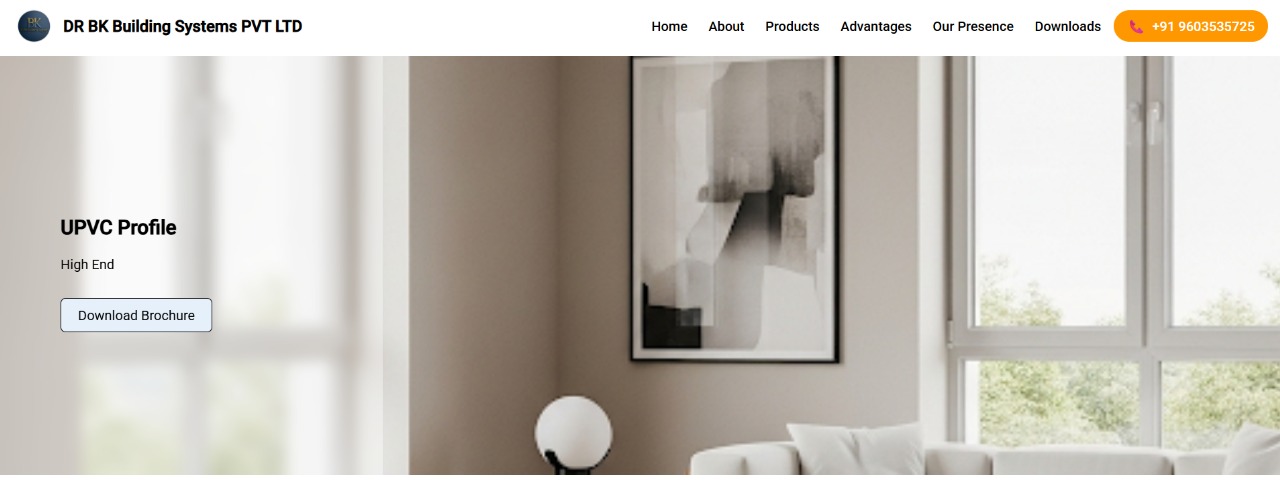 DR BK Building Systems PVT LTD
Home About Products Advantages Our Presence Downloads +91 9603535725
UPVC Profile
High End
Download Brochure